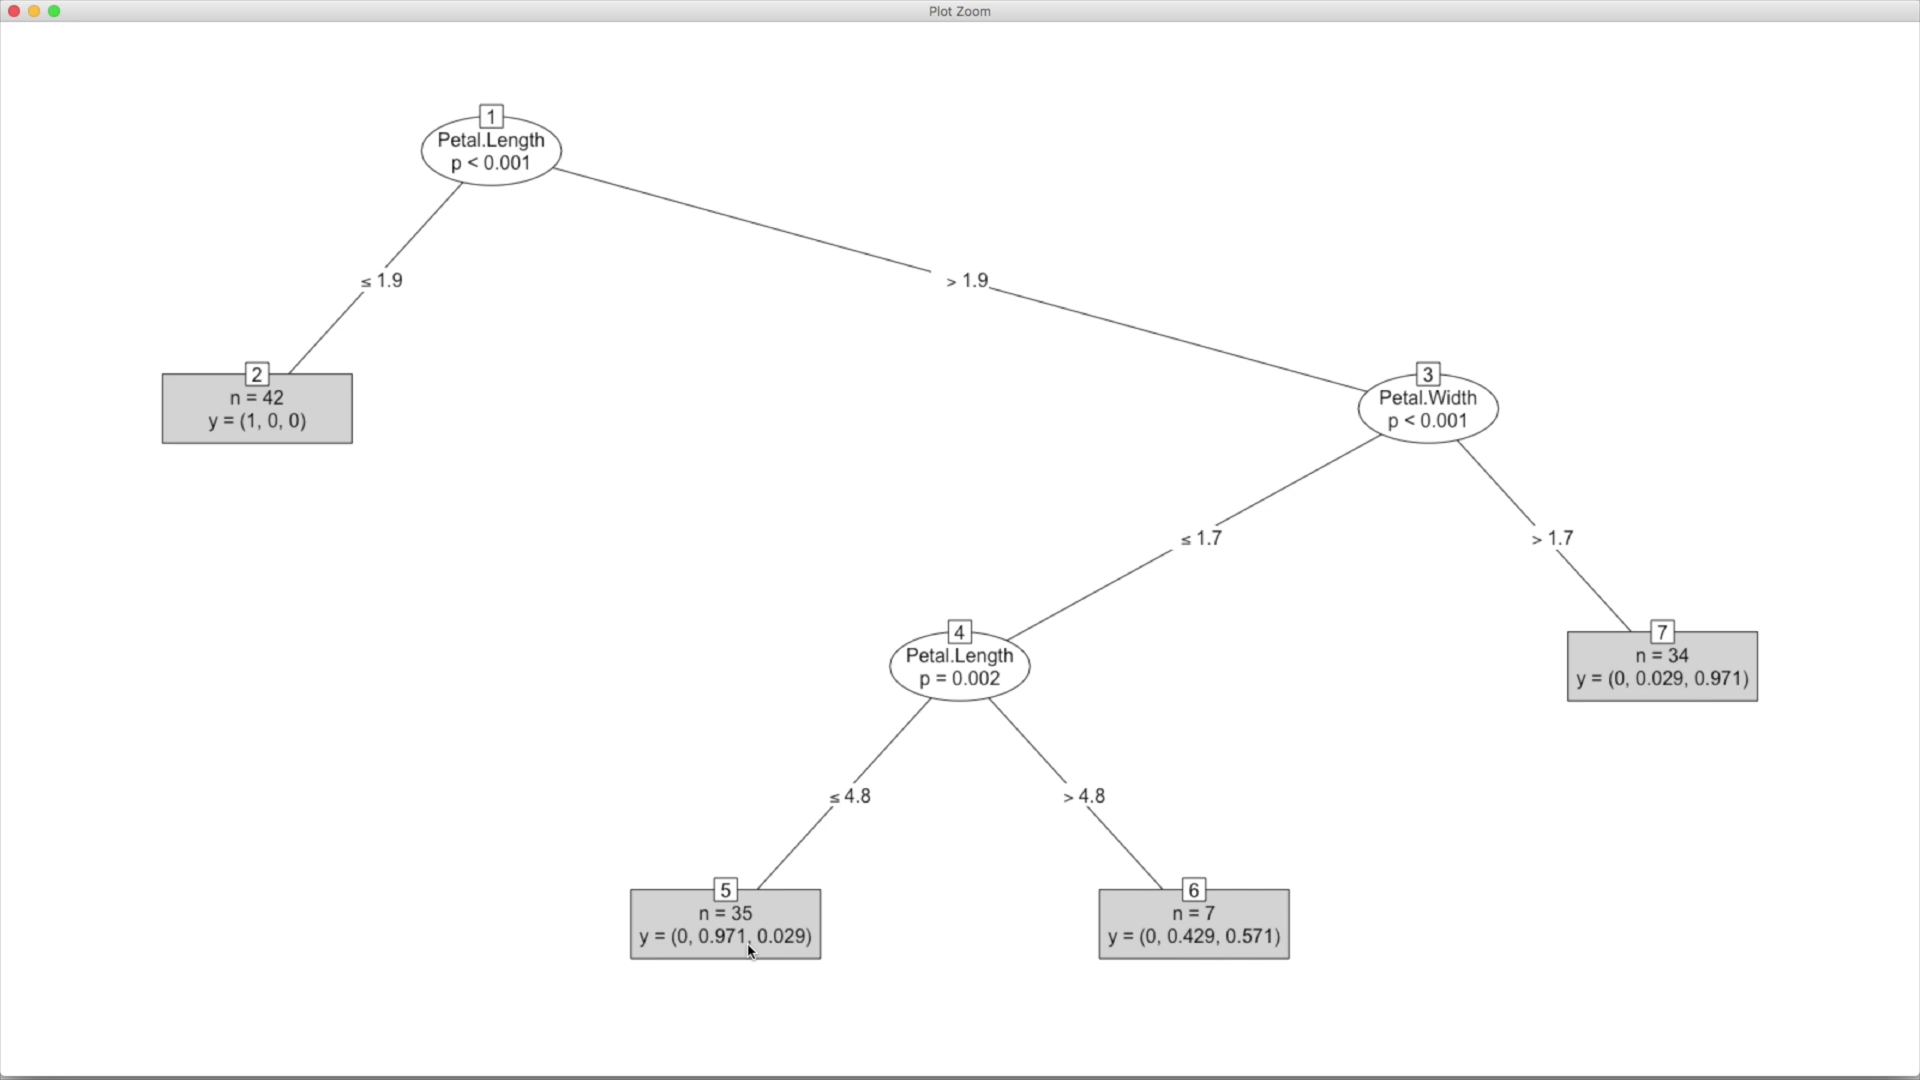 Plot Zoom
1
Petal.Length
p < 0.001
≤ 1.9
> 1.9
2
n = 42
y = (1, 0, 0)
3
Petal.Width
p < 0.001
≤ 1.7
> 1.7
4
Petal.Length
p = 0.002
7
n = 34
y = (0, 0.029, 0.971)
≤ 4.8
> 4.8
5
n = 35
y = (0, 0.971, 0.029)
6
n = 7
y = (0, 0.429, 0.571)